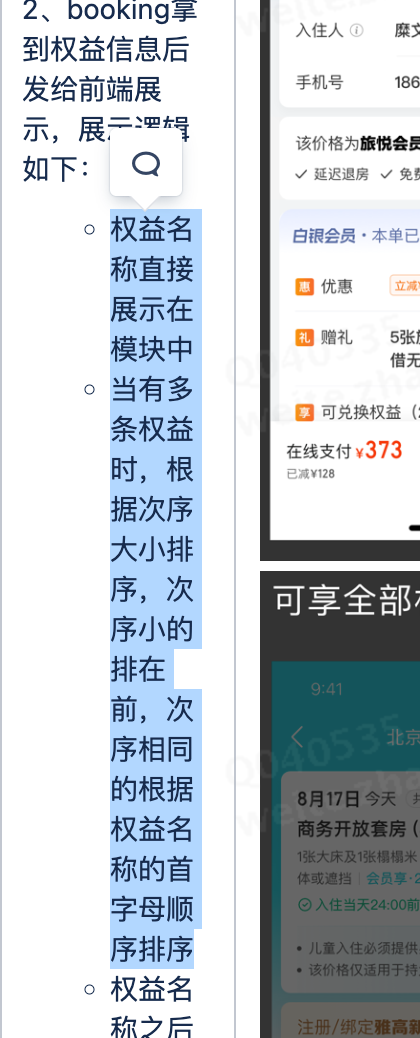 2、booking拿
到权益信息后
发给前端展
示，展示逻辑
如下：
权益名
称直接
展示在
模块中
当有多
条权益
时，根
据次序
大小排
序，次
序小的
排在
前，次
序相同
的根据
权益名
称的首
字母顺
序排序
权益名
称之后
入住人
糜文
手机号
186
该价格为旅悦会员
延迟退房
免费
白银会员·本单已
惠 优惠
立减
礼 赠礼
5张
借无
享 可兑换权益（
在线支付 ¥373
已减¥128
可享全部
9:41
北京
8月17日 今天
商务开放套房（
1张大床及1张榻榻米
体或遮挡
会员享·2
入住当天24:00前
儿童入住必须提供
该价格仅适用于持
注册/绑定雅高新
Q040535
weite.zha
Q040535